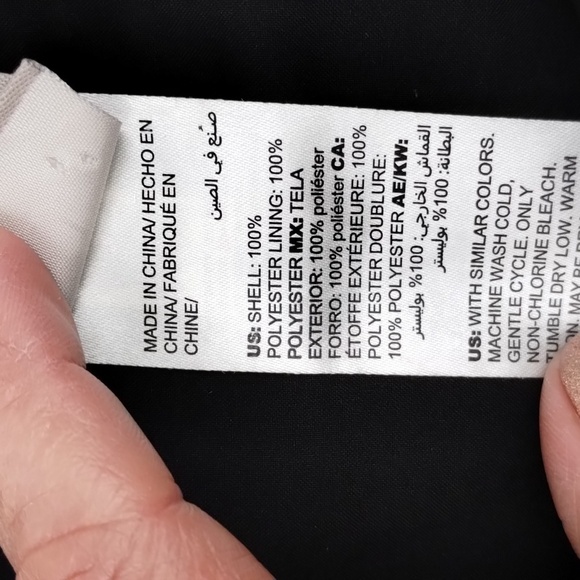 MADE IN CHINA/ HECHO EN
CHINA/ FABRIQUÉ EN
CHINE/
صنع في الصين
US: SHELL: 100%
POLYESTER LINING: 100%
POLYESTER MX: TELA
EXTERIOR: 100% poliéster
FORRO: 100% poliéster CA:
ÉTOFFE EXTÉRIEURE: 100%
POLYESTER DOUBLURE:
100% POLYESTER AE/KW:
القماش الخارجي: 100% بوليستر
البطانة: 100% بوليستر
US: WITH SIMILAR COLORS.
MACHINE WASH COLD,
GENTLE CYCLE. ONLY
NON-CHLORINE BLEACH.
TUMBLE DRY LOW. WARM
MAY BE